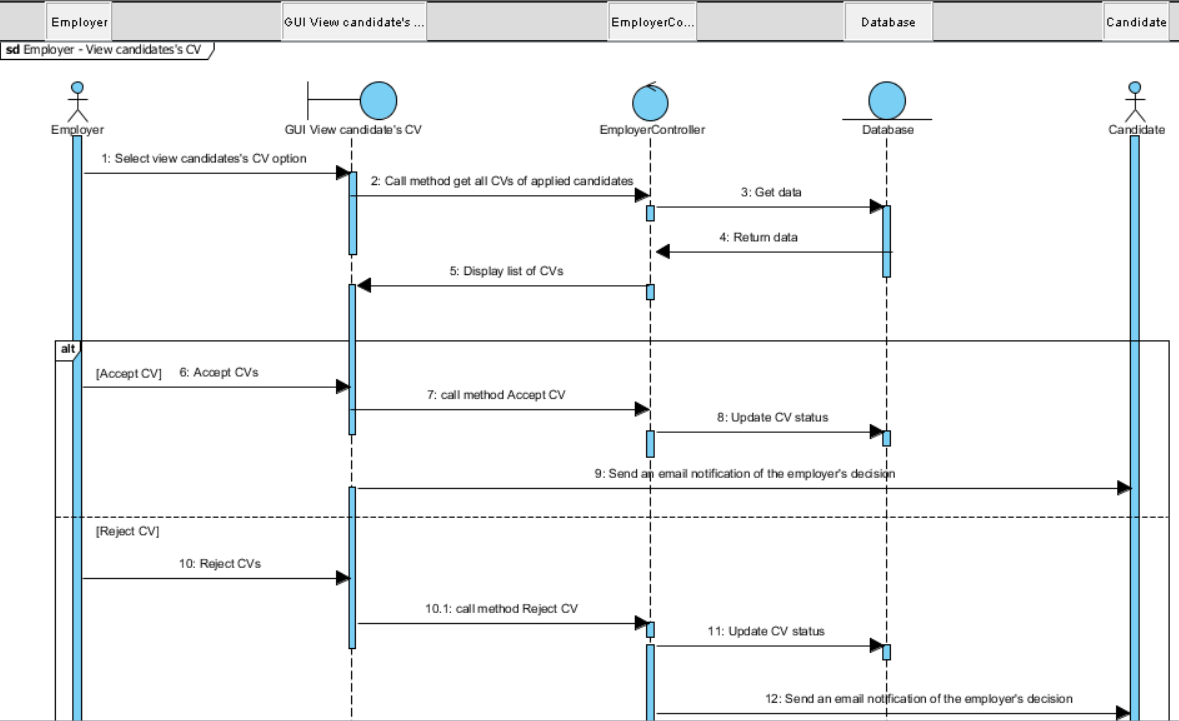 Employer
GUI View candidate's ...
EmployerCo...
Database
Candidate
sd Employer - View candidates's CV
Employer
GUI View candidate's CV
EmployerController
Database
Candidate
1: Select view candidates's CV option
2: Call method get all CVs of applied candidates
3: Get data
4: Return data
5: Display list of CVs
alt
[Accept CV]
6: Accept CVs
7: call method Accept CV
8: Update CV status
9: Send an email notification of the employer's decision
[Reject CV]
10: Reject CVs
10.1: call method Reject CV
11: Update CV status
12: Send an email notification of the employer's decision